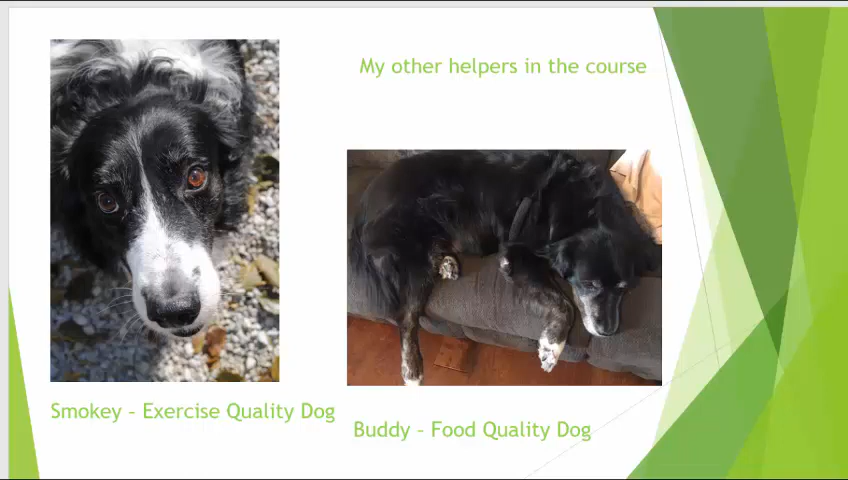 My other helpers in the course
Smokey – Exercise Quality Dog
Buddy – Food Quality Dog